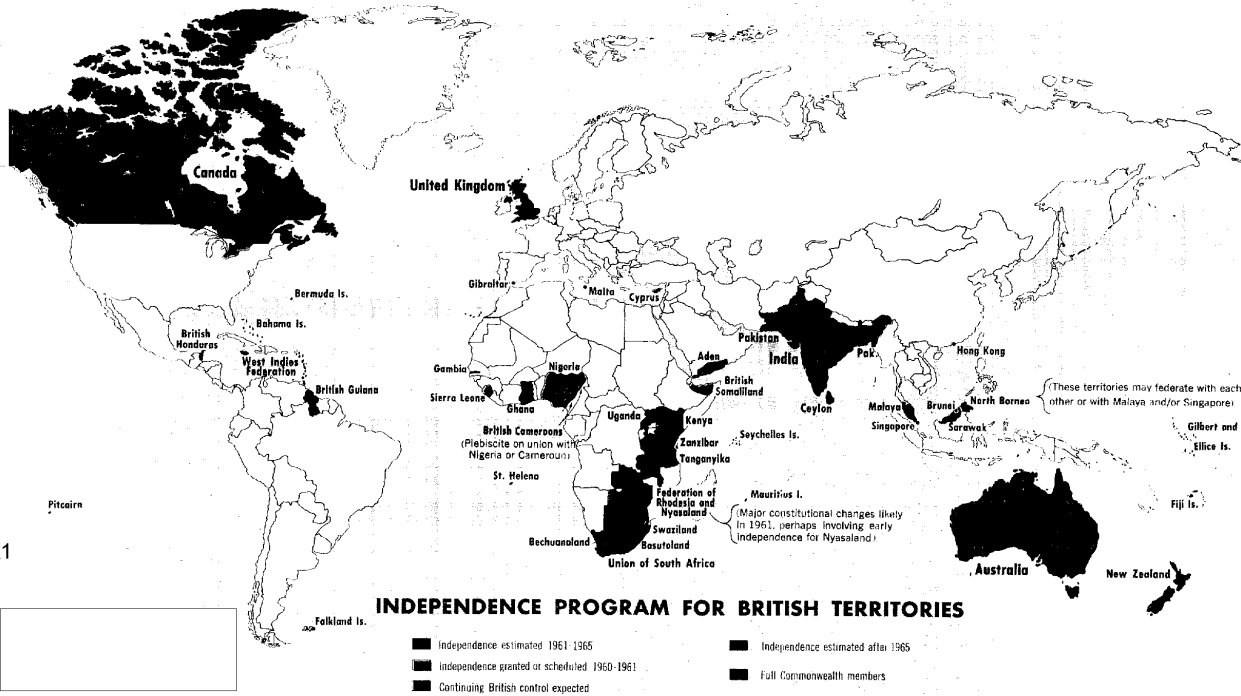 Canada
United Kingdom
Gibraltar
Malta
Cyprus
Bermuda Is.
Bahama Is.
British
Honduras
West Indies
Federation
British Guiana
Gambia
Sierra Leone
Ghana
Nigeria
British Cameroons
(Plebiscite on union with
Nigeria or Cameroun)
St. Helena
Aden
British
Somaliland
Uganda
Kenya
Zanzibar
Tanganyika
Seychelles Is.
Pakistan
India
Pak.
Ceylon
Hong Kong
Malaya
Singapore
Brunei
North Borneo
Sarawak
(These territories may federate with each
other or with Malaya and/or Singapore)
Gilbert and
Ellice Is.
Fiji Is.
Pitcairn
Federation of
Rhodesia and
Nyasaland
Mauritius I.
(Major constitutional changes likely
in 1961, perhaps involving early
independence for Nyasaland)
Swaziland
Basutoland
Bechuanaland
Union of South Africa
Australia
New Zealand
1
Falkland Is.
INDEPENDENCE PROGRAM FOR BRITISH TERRITORIES
Independence estimated 1961-1965
Independence granted or scheduled 1960-1961
Continuing British control expected
Independence estimated after 1965
Full Commonwealth members